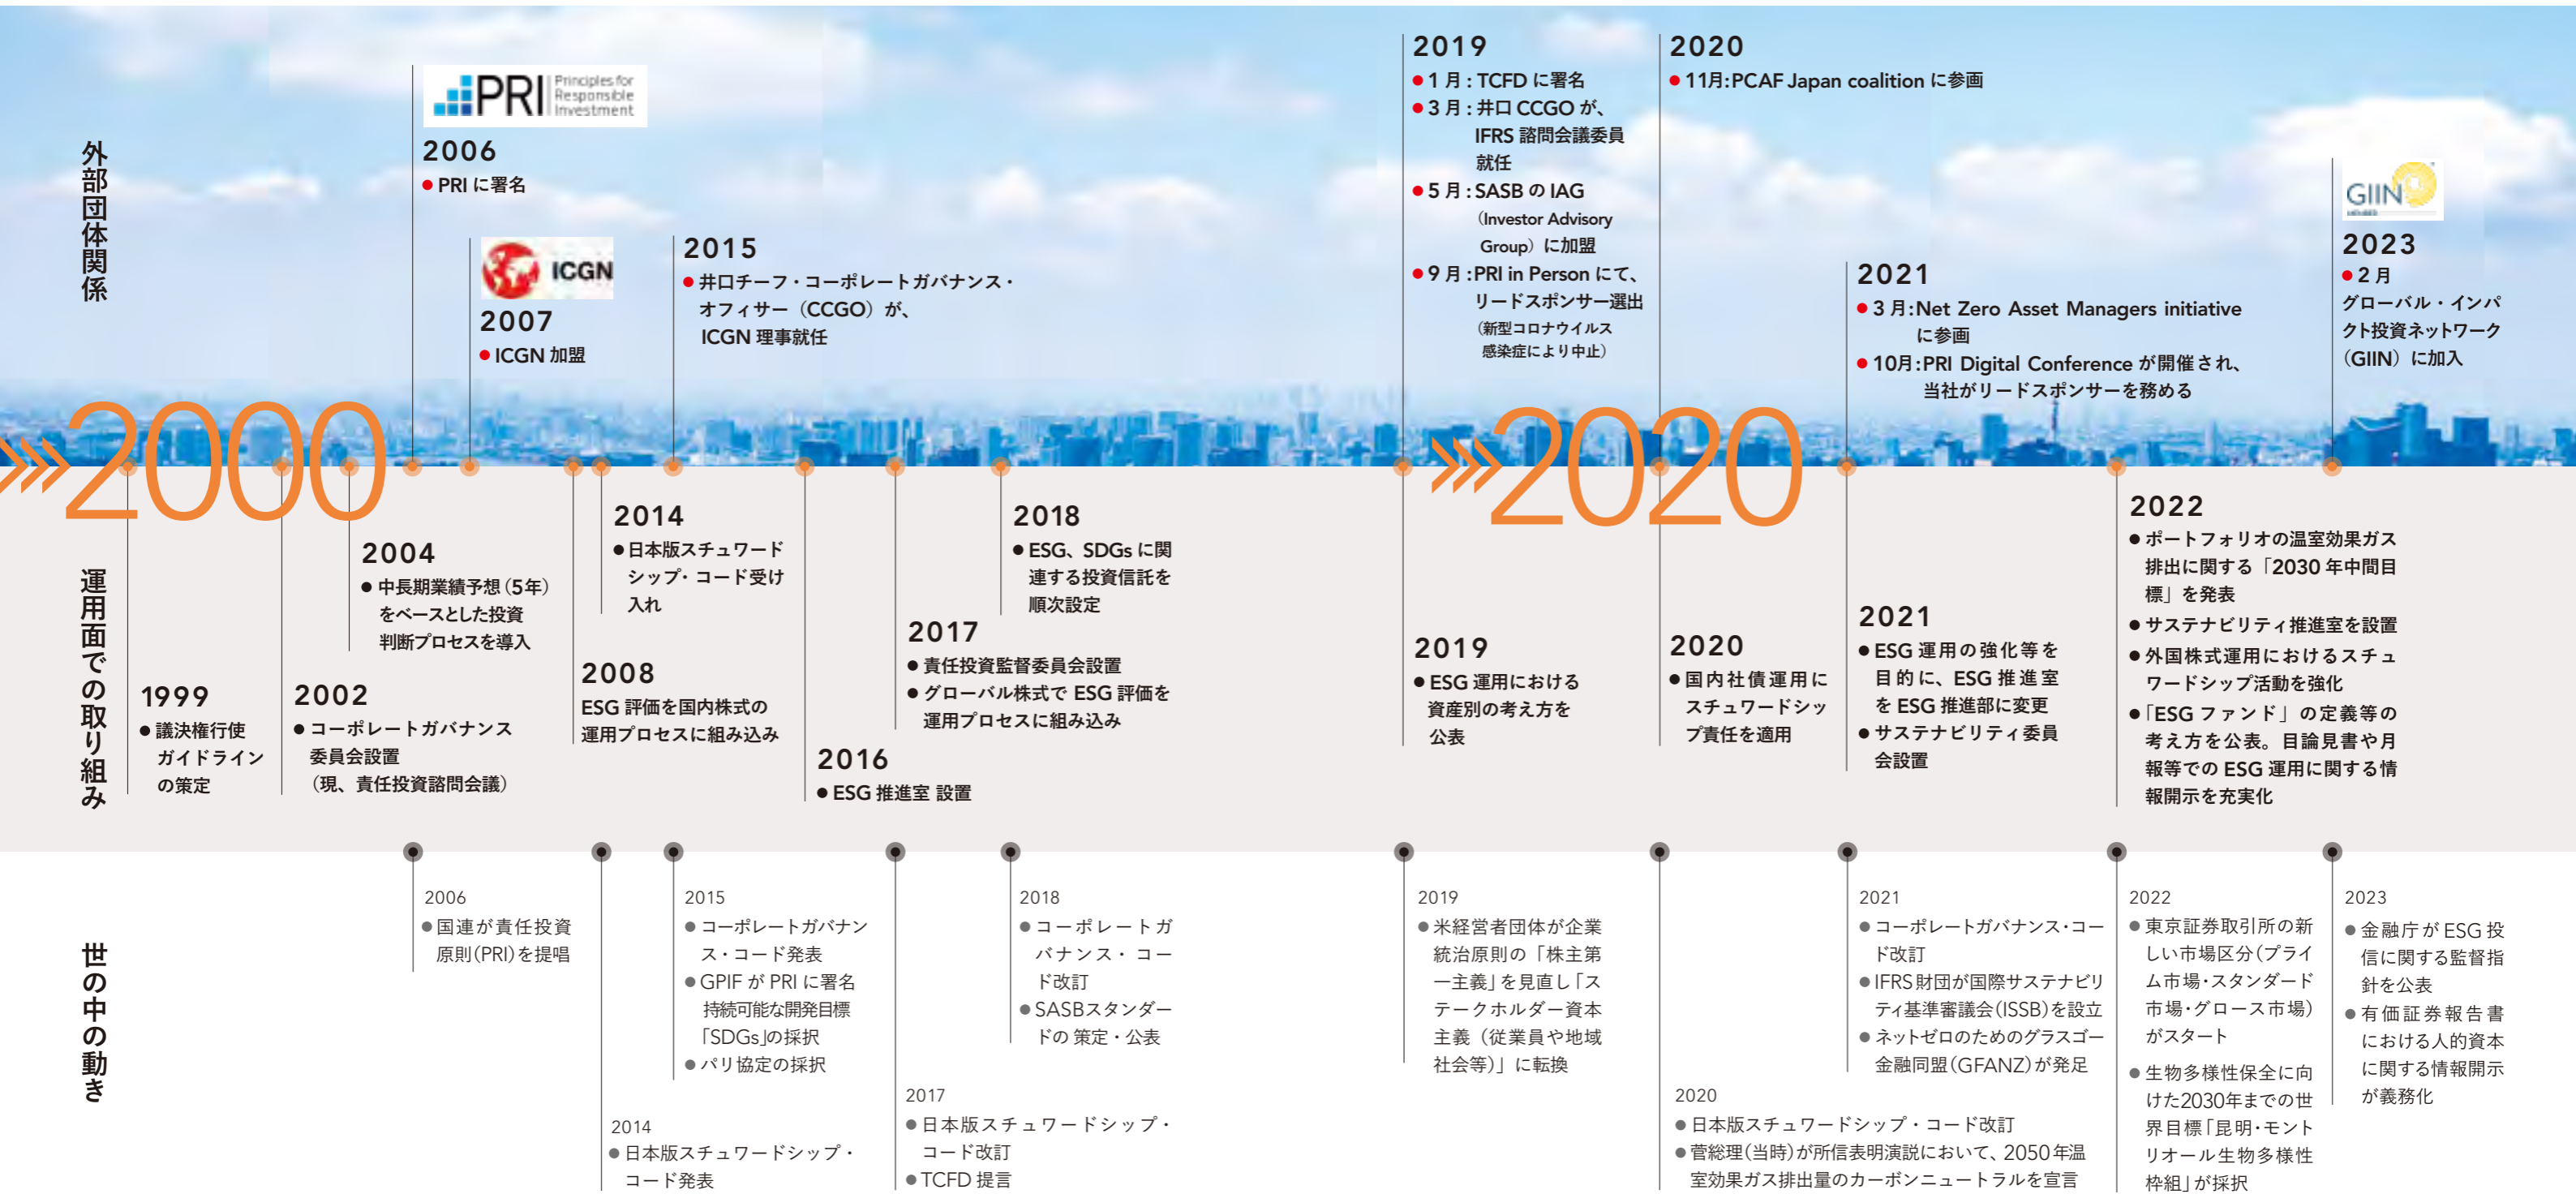 外部団体関係
PRI Principles for
Responsible
Investment
2006
● PRI に署名
ICGN
2007
● ICGN 加盟
2015
● 井口チーフ・コーポレートガバナンス・
オフィサー（CCGO）が、
ICGN 理事就任
2019
● 1 月 : TCFD に署名
● 3 月 : 井口 CCGO が、
IFRS 諮問会議委員
就任
● 5 月 : SASB の IAG
（Investor Advisory
Group）に加盟
● 9 月 :PRI in Person にて、
リードスポンサー選出
（新型コロナウイルス
感染症により中止）
2020
● 11月:PCAF Japan coalition に参画
2021
● 3 月:Net Zero Asset Managers initiative
に参画
● 10月:PRI Digital Conference が開催され、
当社がリードスポンサーを務める
GIIN
MEMBER
2023
● 2 月
グローバル・インパ
クト投資ネットワーク
（GIIN）に加入
2000
2020
運用面での取り組み
1999
● 議決権行使
ガイドライン
の策定
2002
● コーポレートガバナンス
委員会設置
（現、責任投資諮問会議）
2004
● 中長期業績予想（5年）
をベースとした投資
判断プロセスを導入
2008
ESG 評価を国内株式の
運用プロセスに組み込み
2014
● 日本版スチュワード
シップ・コード受け
入れ
2016
● ESG 推進室 設置
2017
● 責任投資監督委員会設置
● グローバル株式で ESG 評価を
運用プロセスに組み込み
2018
● ESG、SDGs に関
連する投資信託を
順次設定
2019
● ESG 運用における
資産別の考え方を
公表
2020
● 国内社債運用に
スチュワードシッ
プ責任を適用
2021
● ESG 運用の強化等を
目的に、ESG 推進室
を ESG 推進部に変更
● サステナビリティ委員
会設置
2022
● ポートフォリオの温室効果ガス
排出に関する「2030 年中間目
標」を発表
● サステナビリティ推進室を設置
● 外国株式運用におけるスチュ
ワードシップ活動を強化
● 「ESG ファンド」の定義等の
考え方を公表。目論見書や月
報等での ESG 運用に関する情
報開示を充実化
世の中の動き
2006
● 国連が責任投資
原則（PRI）を提唱
2014
● 日本版スチュワードシップ・
コード発表
2015
● コーポレートガバナン
ス・コード発表
● GPIF が PRI に署名
持続可能な開発目標
「SDGs」の採択
● パリ協定の採択
2017
● 日本版スチュワードシップ・
コード改訂
● TCFD 提言
2018
● コーポレートガ
バナンス・コー
ド改訂
● SASBスタンダー
ドの 策定・公表
2019
● 米経営者団体が企業
統治原則の「株主第
一主義」を見直し「ス
テークホルダー資本
主義（従業員や地域
社会等）」に転換
2020
● 日本版スチュワードシップ・コード改訂
● 菅総理（当時）が所信表明演説において、2050年温
室効果ガス排出量のカーボンニュートラルを宣言
2021
● コーポレートガバナンス・コー
ド改訂
● IFRS 財団が国際サステナビリ
ティ基準審議会（ISSB）を設立
● ネットゼロのためのグラスゴー
金融同盟（GFANZ）が発足
2022
● 東京証券取引所の新
しい市場区分（プライ
ム市場・スタンダード
市場・グロース市場）
がスタート
● 生物多様性保全に向
けた2030年までの世
界目標「昆明・モント
リオール生物多様性
枠組」が採択
2023
● 金融庁が ESG 投
信に関する監督指
針を公表
● 有価証券報告書
における人的資本
に関する情報開示
が義務化